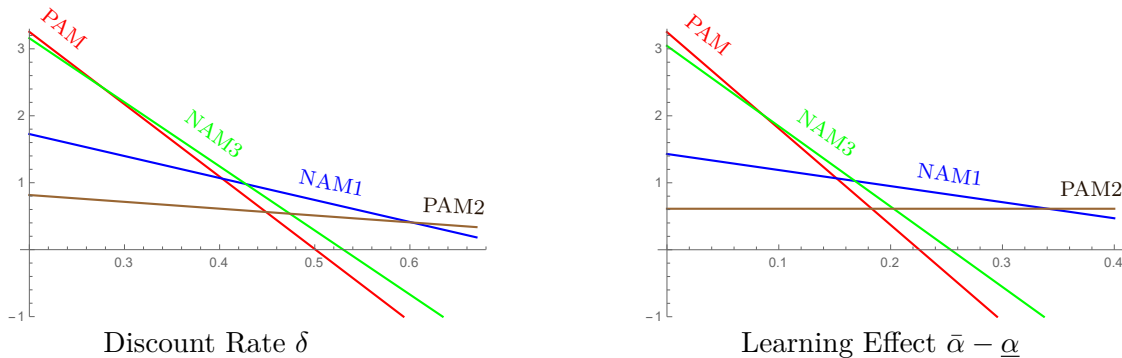 PAM
NAM3
NAM1
PAM2
3
2
1
-1
0.3
0.4
0.5
0.6
Discount Rate δ
PAM
NAM3
NAM1
PAM2
3
2
1
-1
0.1
0.2
0.3
0.4
Learning Effect ᾱ − α̲